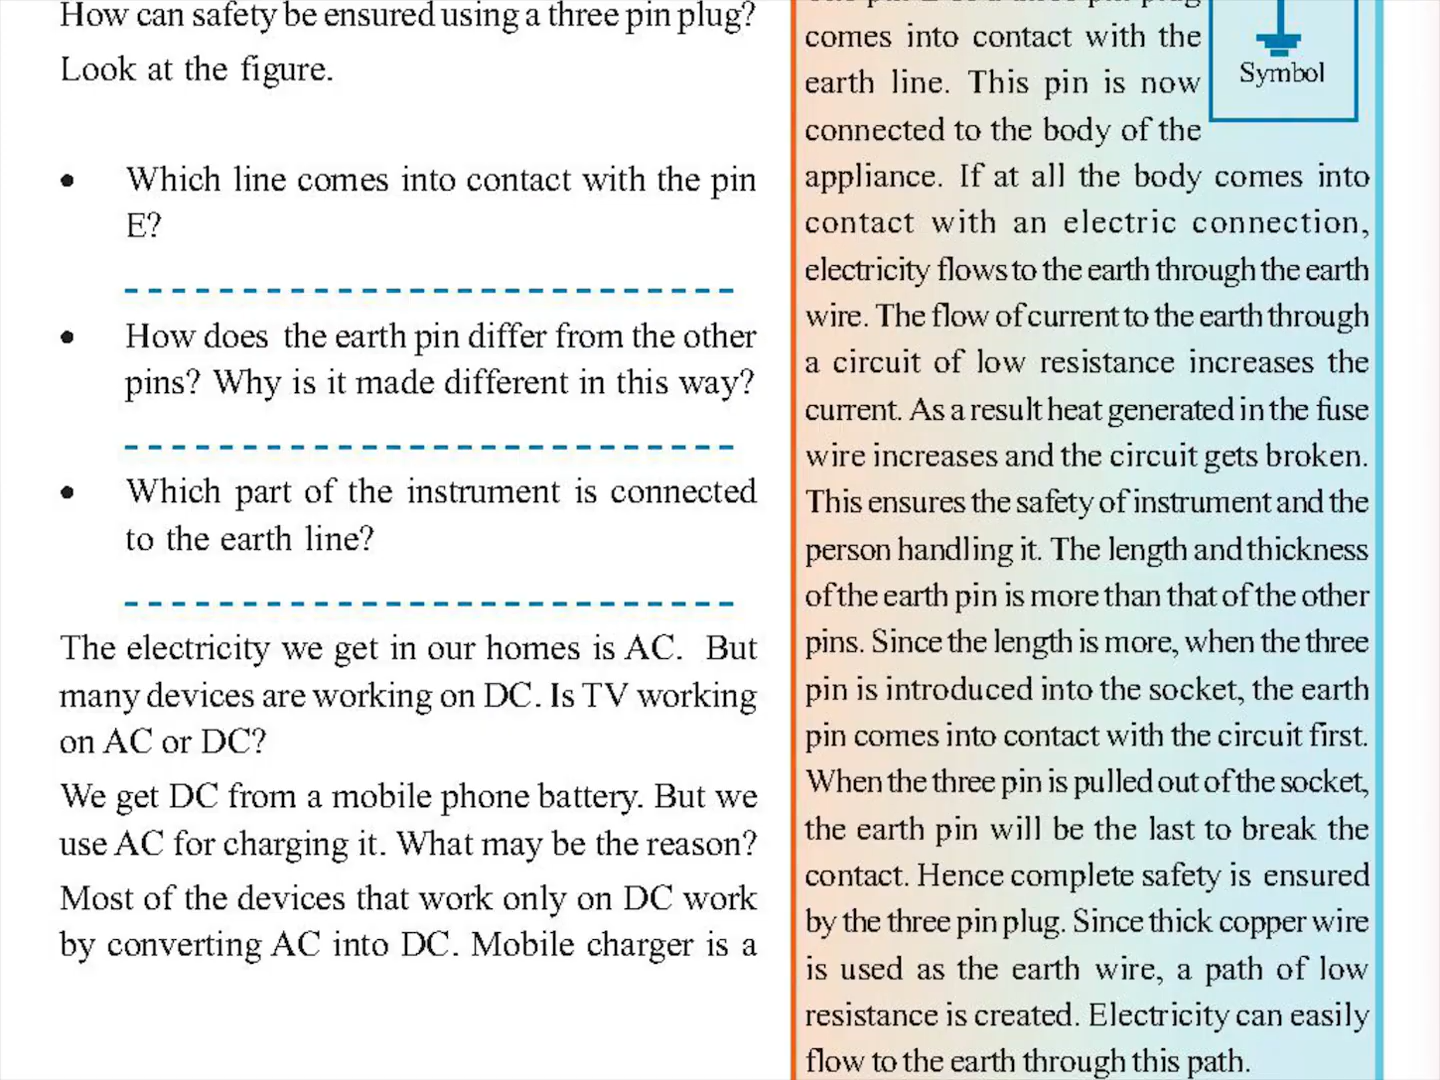 How can safety be ensured using a three pin plug?
Look at the figure.
• Which line comes into contact with the pin
E?
• How does the earth pin differ from the other
pins? Why is it made different in this way?
• Which part of the instrument is connected
to the earth line?
The electricity we get in our homes is AC. But
many devices are working on DC. Is TV working
on AC or DC?
We get DC from a mobile phone battery. But we
use AC for charging it. What may be the reason?
Most of the devices that work only on DC work
by converting AC into DC. Mobile charger is a
comes into contact with the
earth line. This pin is now
connected to the body of the
appliance. If at all the body comes into
contact with an electric connection,
electricity flows to the earth through the earth
wire. The flow of current to the earth through
a circuit of low resistance increases the
current. As a result heat generated in the fuse
wire increases and the circuit gets broken.
This ensures the safety of instrument and the
person handling it. The length and thickness
of the earth pin is more than that of the other
pins. Since the length is more, when the three
pin is introduced into the socket, the earth
pin comes into contact with the circuit first.
When the three pin is pulled out of the socket,
the earth pin will be the last to break the
contact. Hence complete safety is ensured
by the three pin plug. Since thick copper wire
is used as the earth wire, a path of low
resistance is created. Electricity can easily
flow to the earth through this path.
Symbol